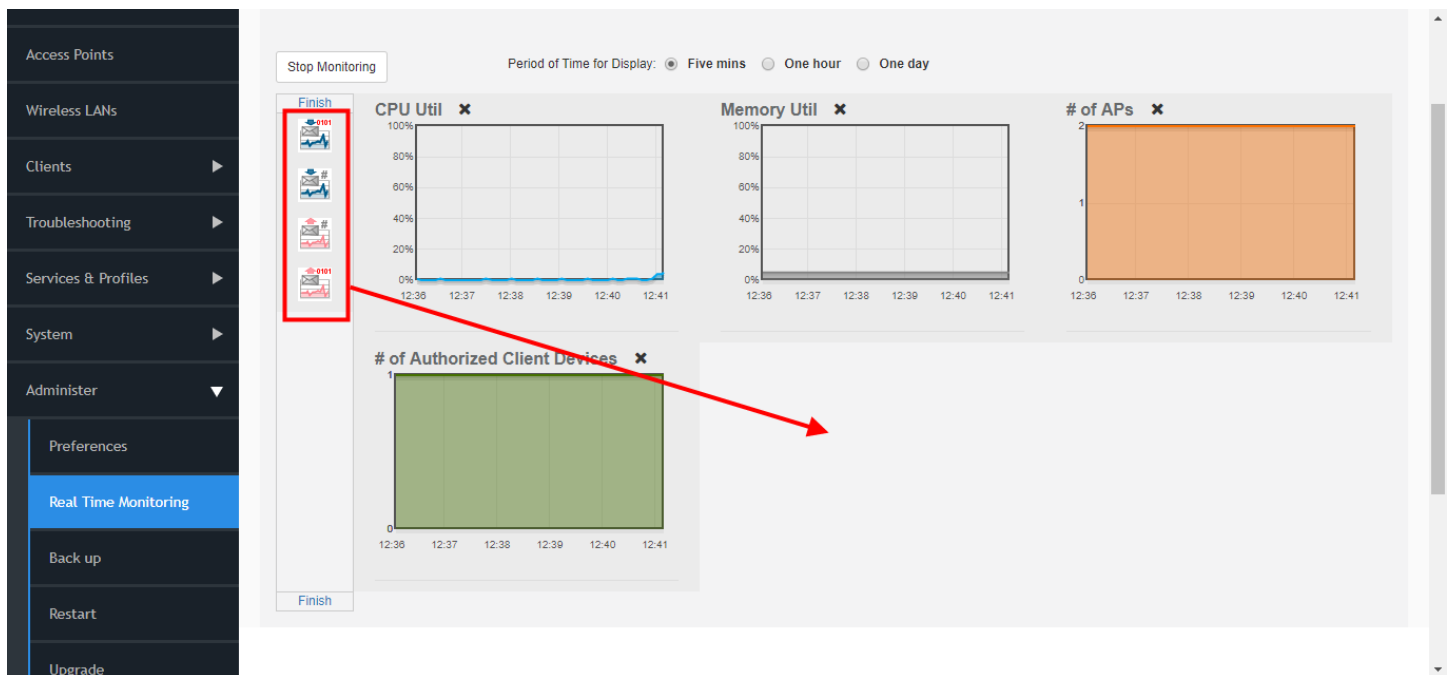 Access Points
Wireless LANs
Clients
Troubleshooting
Services & Profiles
System
Administer
Preferences
Real Time Monitoring
Back up
Restart
Upgrade
Stop Monitoring
Period of Time for Display: Five mins One hour One day
Finish
0101
#
#
0101
Finish
CPU Util
100%
80%
60%
40%
20%
0%
12:36 12:37 12:38 12:39 12:40 12:41
Memory Util
100%
80%
60%
40%
20%
0%
12:36 12:37 12:38 12:39 12:40 12:41
# of APs
2
1
0
12:36 12:37 12:38 12:39 12:40 12:41
# of Authorized Client Devices
1
0
12:36 12:37 12:38 12:39 12:40 12:41